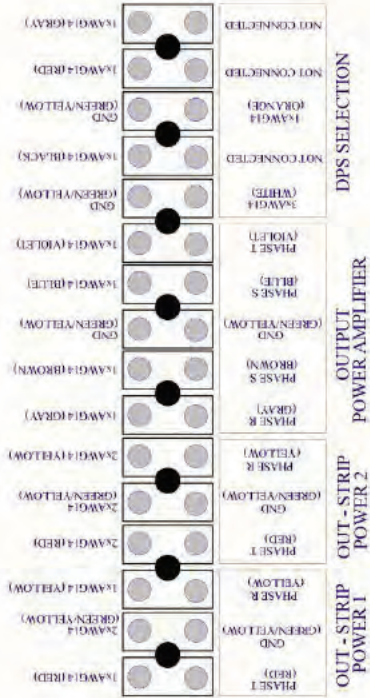 OUT - STRIP
POWER 1
PHASE T
(RED)
1xAWG14 (RED)
GND
(GREEN/YELLOW)
2xAWG14
(GREEN/YELLOW)
PHASE R
(YELLOW)
1xAWG14 (YELLOW)
OUT - STRIP
POWER 2
PHASE T
(RED)
2xAWG14 (RED)
GND
(GREEN/YELLOW)
2xAWG14
(GREEN/YELLOW)
PHASE R
(YELLOW)
2xAWG14 (YELLOW)
OUTPUT
POWER AMPLIFIER
PHASE R
(GRAY)
1xAWG14 (GRAY)
PHASE S
(BROWN)
1xAWG14 (BROWN)
GND
(GREEN/YELLOW)
GND
(GREEN/YELLOW)
PHASE S
(BLUE)
1xAWG14 (BLUE)
PHASE T
(VIOLET)
1xAWG14 (VIOLET)
DPS SELECTION
3xAWG14
(WHITE)
GND
(GREEN/YELLOW)
NOT CONNECTED
1xAWG14 (BLACK)
1xAWG14
(ORANGE)
GND
(GREEN/YELLOW)
NOT CONNECTED
1xAWG14 (RED)
NOT CONNECTED
1xAWG14 (GRAY)